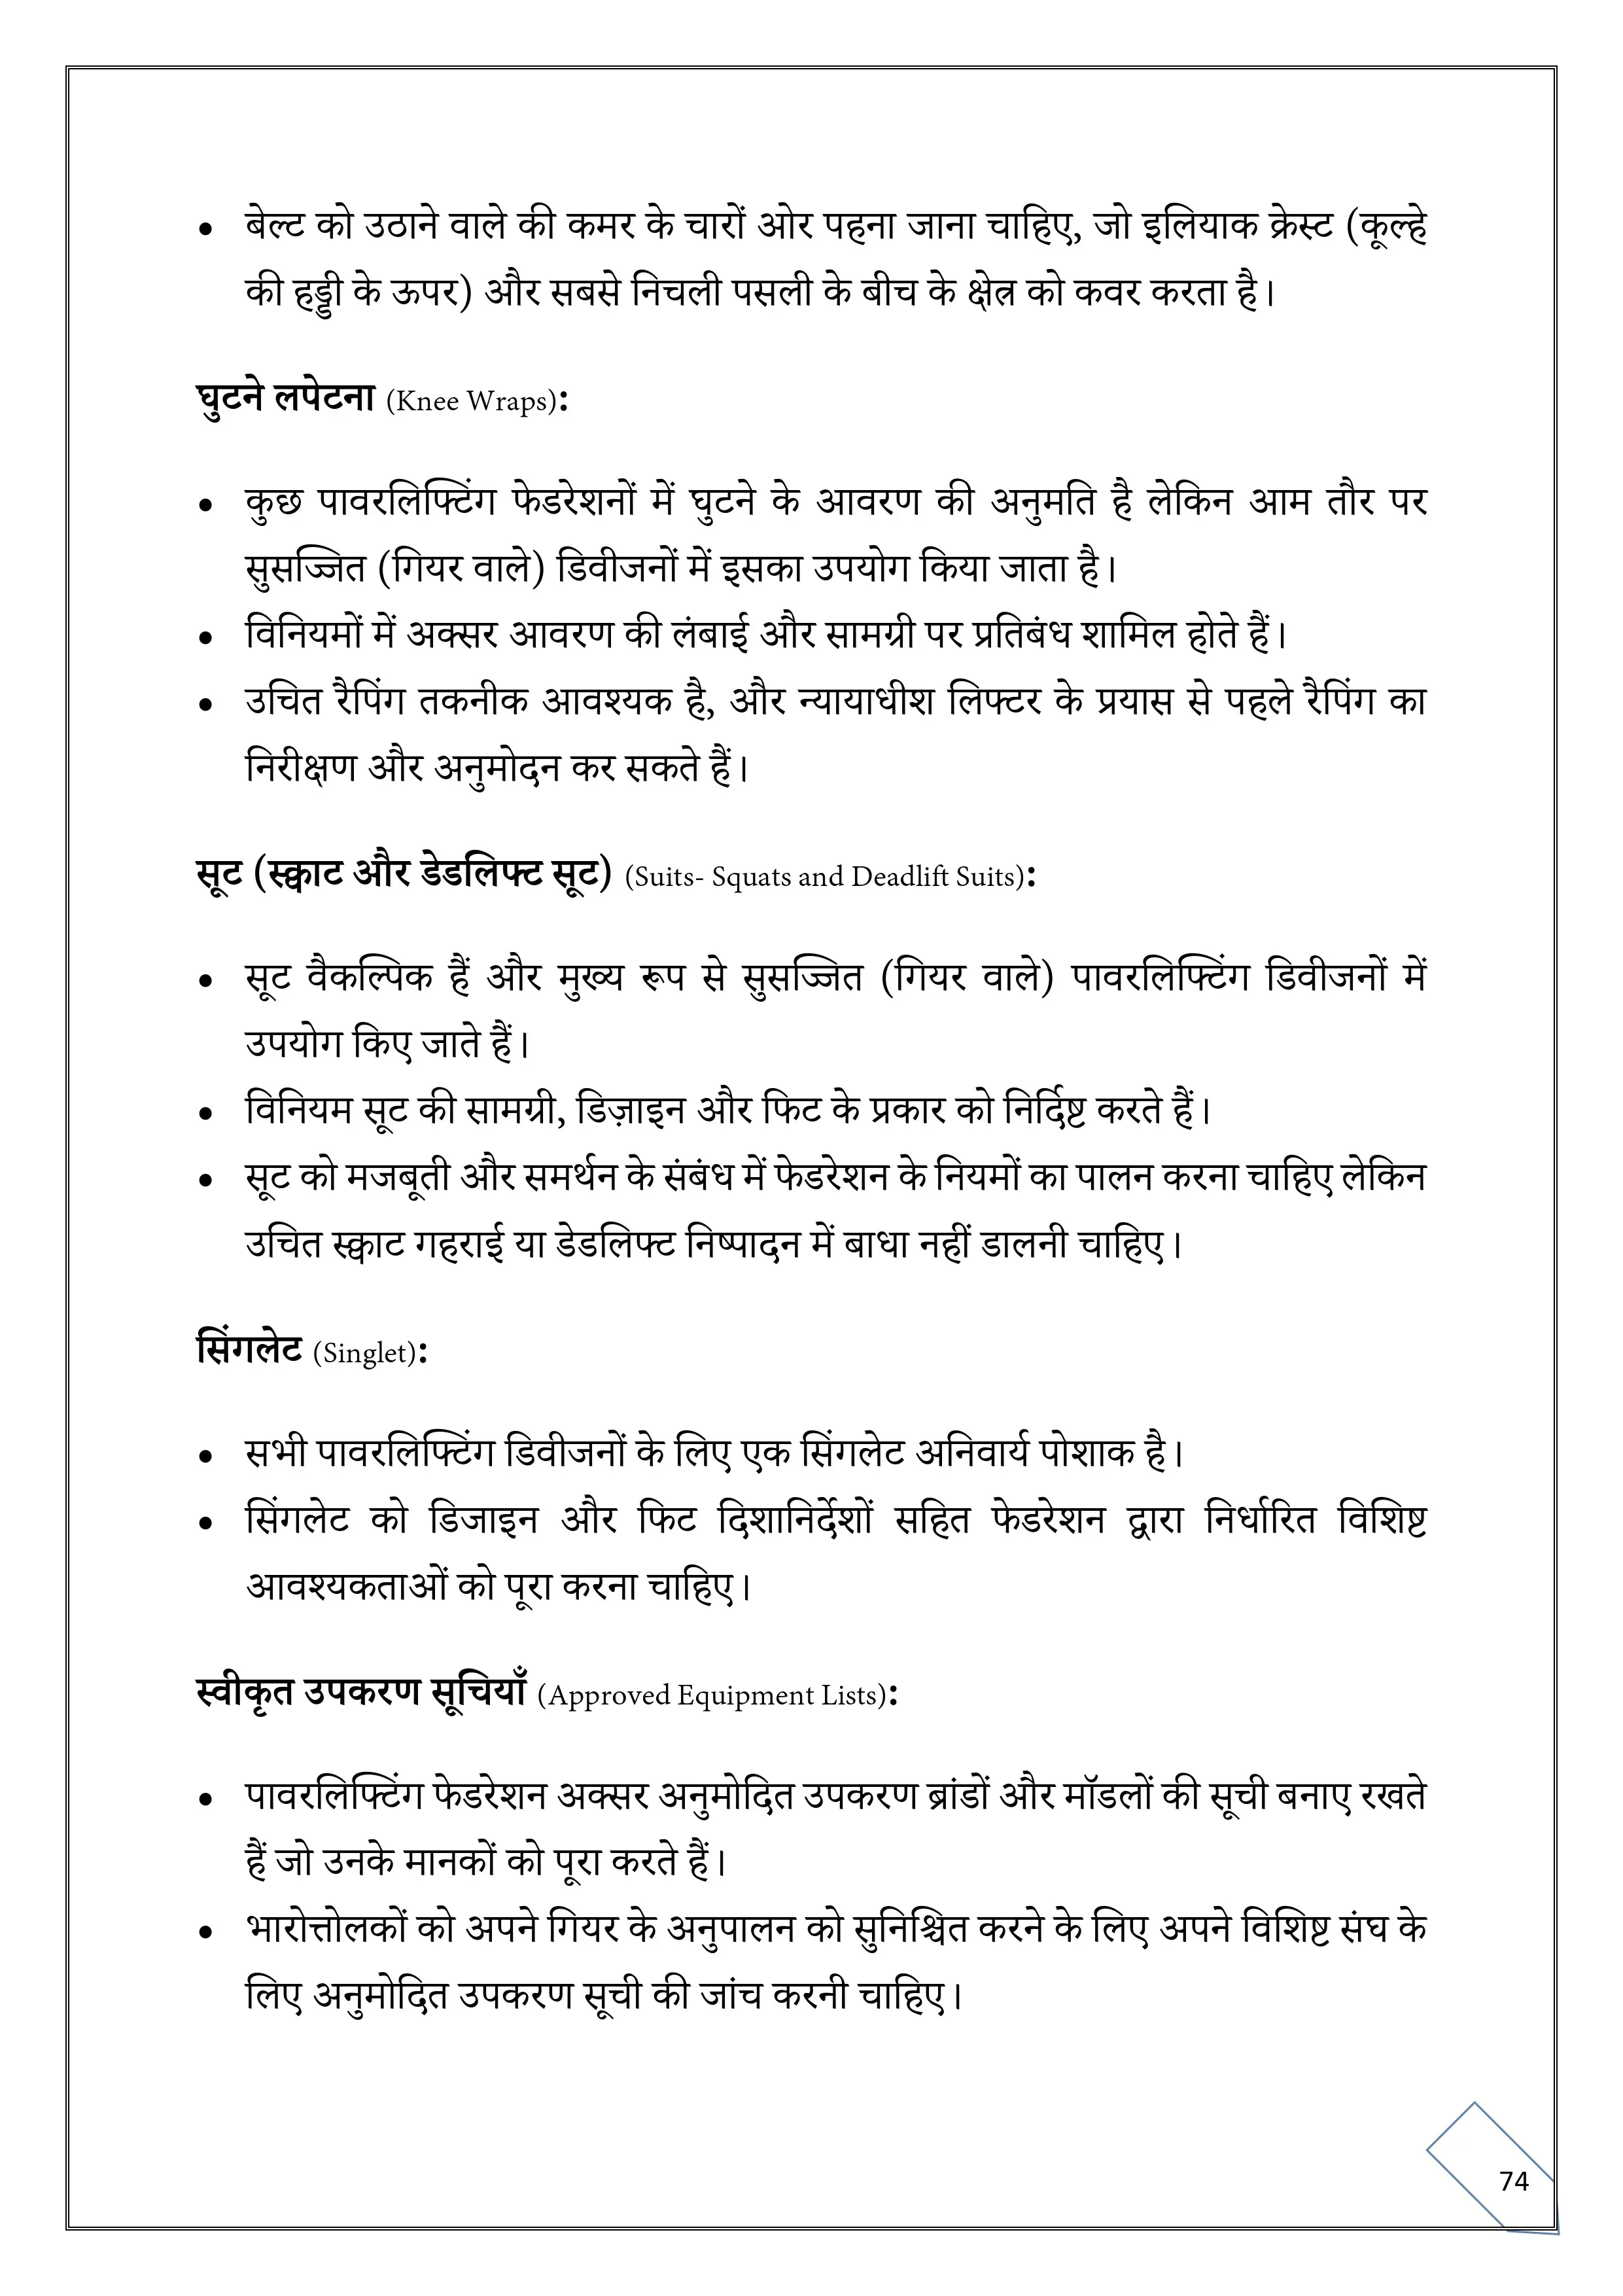 • बेल्ट को उठाने वाले की कमर के चारों ओर पहना जाना चाहिए, जो इलियाक क्रेस्ट (कूल्हे
की हड्डी के ऊपर) और सबसे निचली पसली के बीच के क्षेत्र को कवर करता है।
घुटने लपेटना (Knee Wraps):
• कुछ पावरलिफ्टिंग फेडरेशनों में घुटने के आवरण की अनुमति है लेकिन आम तौर पर
सुसज्जित (गियर वाले) डिवीजनों में इसका उपयोग किया जाता है।
• विनियमों में अक्सर आवरण की लंबाई और सामग्री पर प्रतिबंध शामिल होते हैं।
• उचित रैपिंग तकनीक आवश्यक है, और न्यायाधीश लिफ्टर के प्रयास से पहले रैपिंग का
निरीक्षण और अनुमोदन कर सकते हैं।
सूट (स्क्वाट और डेडलिफ्ट सूट) (Suits- Squats and Deadlift Suits):
• सूट वैकल्पिक हैं और मुख्य रूप से सुसज्जित (गियर वाले) पावरलिफ्टिंग डिवीजनों में
उपयोग किए जाते हैं।
• विनियम सूट की सामग्री, डिज़ाइन और फिट के प्रकार को निर्दिष्ट करते हैं।
• सूट को मजबूती और समर्थन के संबंध में फेडरेशन के नियमों का पालन करना चाहिए लेकिन
उचित स्क्वाट गहराई या डेडलिफ्ट निष्पादन में बाधा नहीं डालनी चाहिए।
सिंगलेट (Singlet):
• सभी पावरलिफ्टिंग डिवीजनों के लिए एक सिंगलेट अनिवार्य पोशाक है।
• सिंगलेट को डिजाइन और फिट दिशानिर्देशों सहित फेडरेशन द्वारा निर्धारित विशिष्ट
आवश्यकताओं को पूरा करना चाहिए।
स्वीकृत उपकरण सूचियाँ (Approved Equipment Lists):
• पावरलिफ्टिंग फेडरेशन अक्सर अनुमोदित उपकरण ब्रांडों और मॉडलों की सूची बनाए रखते
हैं जो उनके मानकों को पूरा करते हैं।
• भारोत्तोलकों को अपने गियर के अनुपालन को सुनिश्चित करने के लिए अपने विशिष्ट संघ के
लिए अनुमोदित उपकरण सूची की जांच करनी चाहिए।
74